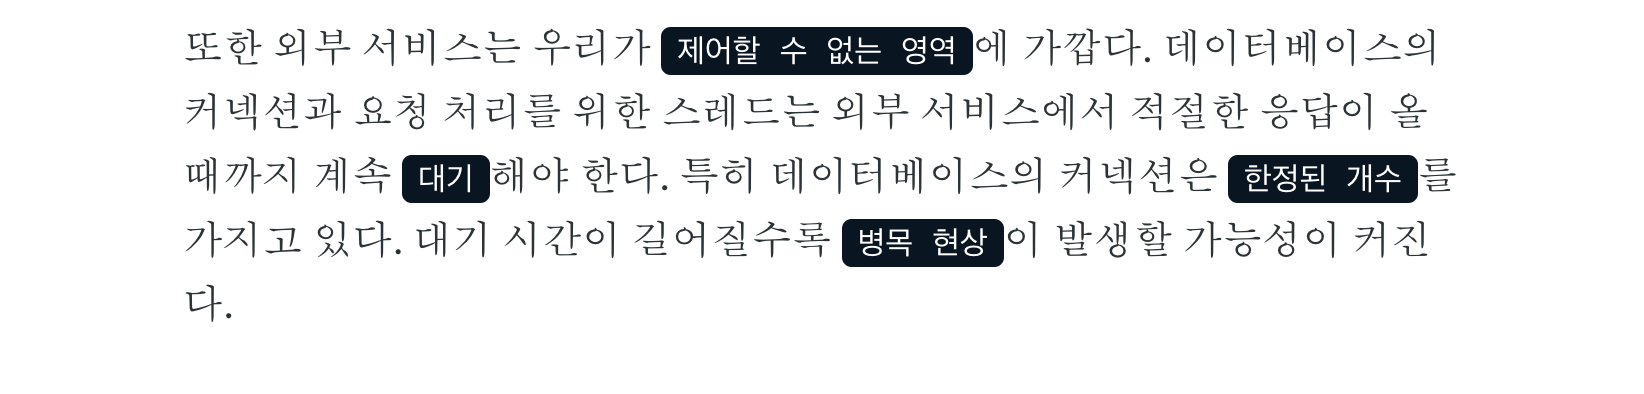 또한 외부 서비스는 우리가 제어할 수 없는 영역에 가깝다. 데이터베이스의
커넥션과 요청 처리를 위한 스레드는 외부 서비스에서 적절한 응답이 올
때까지 계속 대기해야 한다. 특히 데이터베이스의 커넥션은 한정된 개수를
가지고 있다. 대기 시간이 길어질수록 병목 현상이 발생할 가능성이 커진
다.